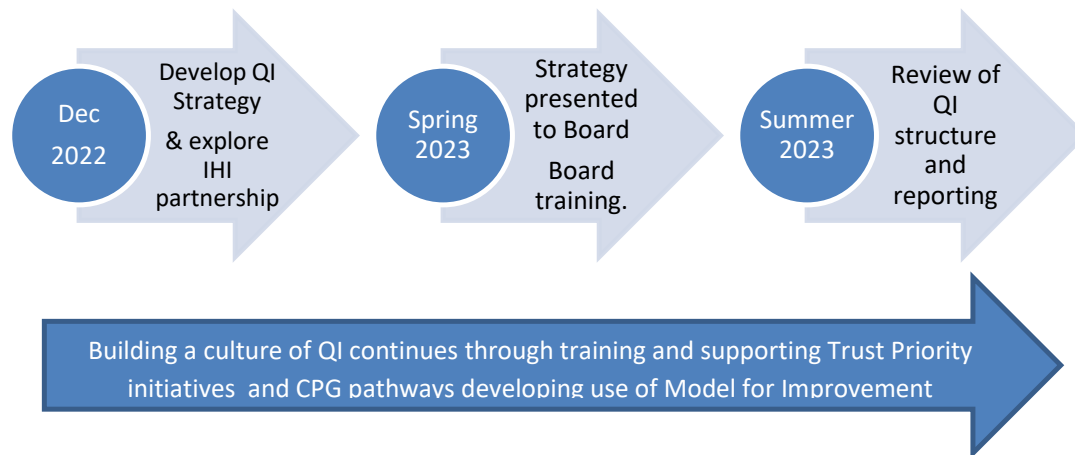 Dec
2022
Develop QI
Strategy
& explore
IHI
partnership
Spring
2023
Strategy
presented
to Board
Board
training.
Summer
2023
Review of
QI
structure
and
reporting
Building a culture of QI continues through training and supporting Trust Priority
initiatives and CPG pathways developing use of Model for Improvement